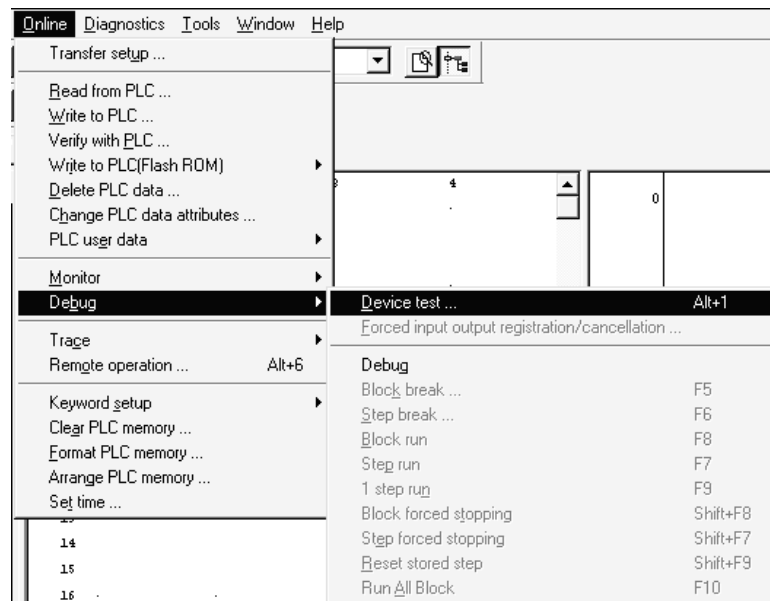 Online Diagnostics Tools Window Help
Transfer setup ...
Read from PLC ...
Write to PLC ...
Verify with PLC ...
Write to PLC(Flash ROM)
Delete PLC data ...
Change PLC data attributes ...
PLC user data
Monitor
Debug
Trace
Remote operation ... Alt+6
Keyword setup
Clear PLC memory ...
Format PLC memory ...
Arrange PLC memory ...
Set time ...
4
0
Device test ... Alt+1
Forced input output registration/cancellation ...
Debug
Block break ... F5
Step break ... F6
Block run F8
Step run F7
1 step run F9
Block forced stopping Shift+F8
Step forced stopping Shift+F7
Reset stored step Shift+F9
Run All Block F10
14
15
16